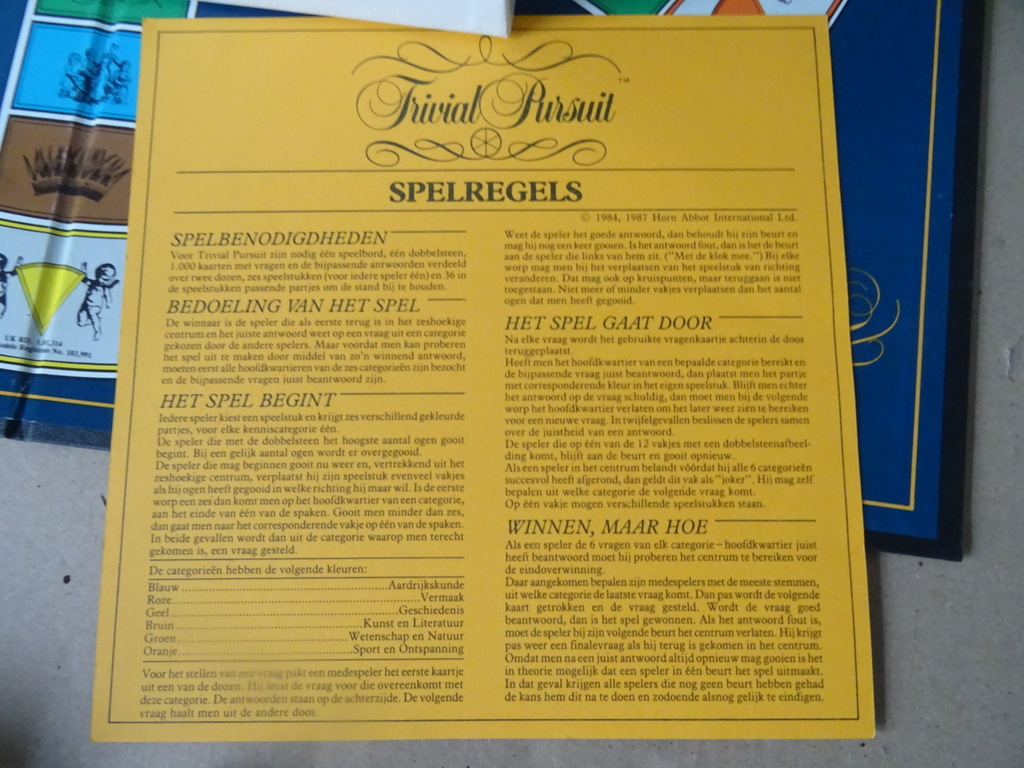 Trivial Pursuit™
SPELREGELS
© 1984, 1987 Horn Abbot International Ltd.
SPELBENODIGDHEDEN
Voor Trivial Pursuit zijn nodig één speelbord, één dobbelsteen,
1.000 kaarten met vragen en de bijpassende antwoorden verdeeld
over twee dozen, zes speelstukken (voor iedere speler één) en 36 in
de speelstukken passende partjes om de stand bij te houden.
BEDOELING VAN HET SPEL
De winnaar is de speler die als eerste terug is in het zeshoekige
centrum en het juiste antwoord weet op een vraag uit een categorie
gekozen door de andere spelers. Maar voordat men kan proberen
het spel uit te maken door middel van zo'n winnend antwoord,
moeten eerst alle hoofdkwartieren van de zes categorieën zijn bezocht
en de bijpassende vragen juist beantwoord zijn.
HET SPEL BEGINT
Iedere speler kiest een speelstuk en krijgt zes verschillend gekleurde
partjes, voor elke kenniscategorie één.
De speler die met de dobbelsteen het hoogste aantal ogen gooit
begint. Bij een gelijk aantal ogen wordt er overgegooid.
De speler die mag beginnen gooit nu weer en, vertrekkend uit het
zeshoekige centrum, verplaatst hij zijn speelstuk evenveel vakjes
als hij ogen heeft gegooid in welke richting hij maar wil. Is de eerste
worp een zes dan komt men op het hoofdkwartier van een categorie,
aan het einde van één van de spaken. Gooit men minder dan zes,
dan gaat men naar het corresponderende vakje op één van de spaken.
In beide gevallen wordt dan uit de categorie waarop men terecht
gekomen is, een vraag gesteld.
De categorieën hebben de volgende kleuren:
Blauw ........................................ Aardrijkskunde
Roze ........................................ Vermaak
Geel ........................................ Geschiedenis
Bruin ........................................ Kunst en Literatuur
Groen ........................................ Wetenschap en Natuur
Oranje ........................................ Sport en Ontspanning
Voor het stellen van een vraag pakt een medespeler het eerste kaartje
uit een van de dozen. Hij leest de vraag voor die overeenkomt met
deze categorie. De antwoorden staan op de achterzijde. De volgende
vraag haalt men uit de andere doos.
Weet de speler het goede antwoord, dan behoudt hij zijn beurt en
mag hij nog een keer gooien. Is het antwoord fout, dan is het de beurt
aan de speler die links van hem zit. ("Met de klok mee.") Bij elke
worp mag men bij het verplaatsen van het speelstuk van richting
veranderen. Dat mag ook op kruispunten, maar teruggaan is niet
toegestaan. Niet meer of minder vakjes verplaatsen dan het aantal
ogen dat men heeft gegooid.
HET SPEL GAAT DOOR
Na elke vraag wordt het gebruikte vragenkaartje achterin de doos
teruggeplaatst.
Heeft men het hoofdkwartier van een bepaalde categorie bereikt en
de bijpassende vraag juist beantwoord, dan plaatst men het partje
met corresponderende kleur in het eigen speelstuk. Blijft men echter
het antwoord op de vraag schuldig, dan moet men bij de volgende
worp het hoofdkwartier verlaten om het later weer zien te bereiken
voor een nieuwe vraag. In twijfelgevallen beslissen de spelers samen
over de juistheid van een antwoord.
De speler die op één van de 12 vakjes met een dobbelsteenafbeel-
ding komt, blijft aan de beurt en gooit opnieuw.
Als een speler in het centrum belandt vóórdat hij alle 6 categorieën
succesvol heeft afgerond, dan geldt dit vak als "joker". Hij mag zelf
bepalen uit welke categorie de volgende vraag komt.
Op één vakje mogen verschillende speelstukken staan.
WINNEN, MAAR HOE
Als een speler de 6 vragen van elk categorie – hoofdkwartier juist
heeft beantwoord moet hij proberen het centrum te bereiken voor
de eindoverwinning.
Daar aangekomen bepalen zijn medespelers met de meeste stemmen,
uit welke categorie de laatste vraag komt. Dan pas wordt de volgende
kaart getrokken en de vraag gesteld. Wordt de vraag goed
beantwoord, dan is het spel gewonnen. Als het antwoord fout is,
moet de speler bij zijn volgende beurt het centrum verlaten. Hij krijgt
pas weer een finalevraag als hij terug is gekomen in het centrum.
Omdat men na een juist antwoord altijd opnieuw mag gooien is het
in theorie mogelijk dat een speler in één beurt het spel uitmaakt.
In dat geval krijgen alle spelers die nog geen beurt hebben gehad
de kans hem dit na te doen en zodoende alsnog gelijk te eindigen.